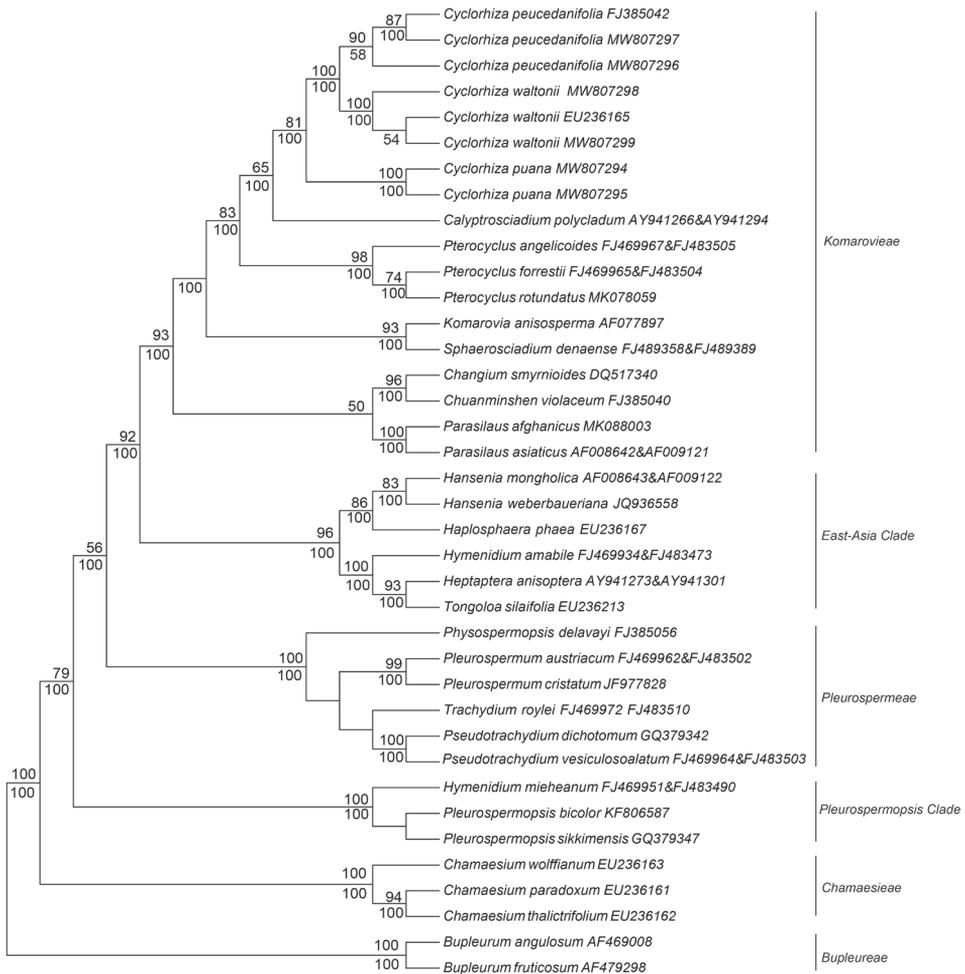 87
100
Cyclorhiza peucedanifolia FJ385042
Cyclorhiza peucedanifolia MW807297
90
58
Cyclorhiza peucedanifolia MW807296
100
100
Cyclorhiza waltonii MW807298
100
100
Cyclorhiza waltonii EU236165
54
Cyclorhiza waltonii MW807299
81
100
Cyclorhiza puana MW807294
100
100
Cyclorhiza puana MW807295
65
100
Calyptrosciadium polycladum AY941266&AY941294
83
100
Komarovieae
Pterocyclus angelicoides FJ469967&FJ483505
98
100
Pterocyclus forrestii FJ469965&FJ483504
74
100
Pterocyclus rotundatus MK078059
100
Komarovia anisosperma AF077897
93
100
Sphaerosciadium denaense FJ489358&FJ489389
93
100
Changium smyrnioides DQ517340
96
100
Chuanminshen violaceum FJ385040
50
Parasilaus afghanicus MK088003
100
100
Parasilaus asiaticus AF008642&AF009121
92
100
Hansenia mongholica AF008643&AF009122
83
100
Hansenia weberbaueriana JQ936558
86
100
Haplosphaera phaea EU236167
96
100
East-Asia Clade
Hymenidium amabile FJ469934&FJ483473
100
100
Heptaptera anisoptera AY941273&AY941301
93
100
Tongoloa silaifolia EU236213
56
100
Physospermopsis delavayi FJ385056
100
100
Pleurospermum austriacum FJ469962&FJ483502
99
100
Pleurospermum cristatum JF977828
Pleurospermeae
Trachydium roylei FJ469972 FJ483510
Pseudotrachydium dichotomum GQ379342
100
100
Pseudotrachydium vesiculosoalatum FJ469964&FJ483503
79
100
Hymenidium mieheanum FJ469951&FJ483490
100
100
Pleurospermopsis bicolor KF806587
Pleurospermopsis Clade
Pleurospermopsis sikkimensis GQ379347
100
100
Chamaesium wolffianum EU236163
100
100
Chamaesium paradoxum EU236161
Chamaesieae
94
100
Chamaesium thalictrifolium EU236162
Bupleurum angulosum AF469008
100
100
Bupleureae
Bupleurum fruticosum AF479298